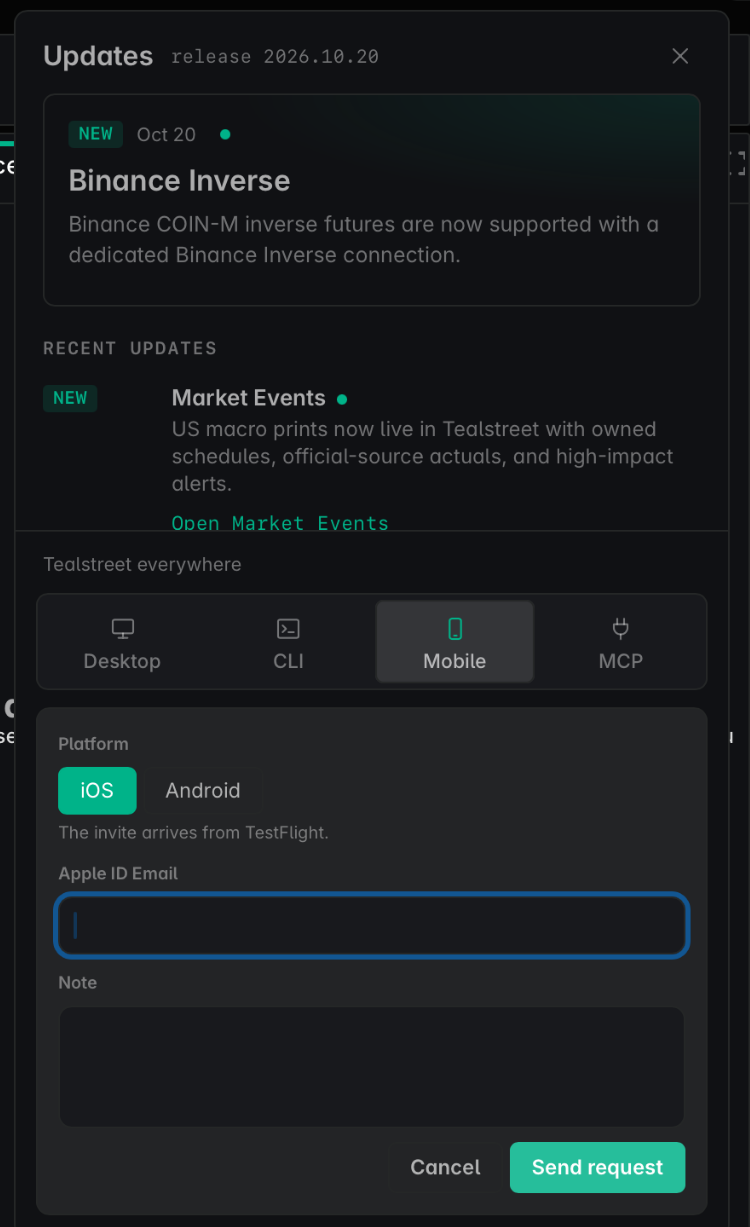 Updates release 2026.10.20
NEW Oct 20
Binance Inverse
Binance COIN-M inverse futures are now supported with a
dedicated Binance Inverse connection.
RECENT UPDATES
NEW Market Events
US macro prints now live in Tealstreet with owned
schedules, official-source actuals, and high-impact
alerts.
Open Market Events
Tealstreet everywhere
Desktop CLI Mobile MCP
Platform
iOS Android
The invite arrives from TestFlight.
Apple ID Email
Note
Cancel Send request